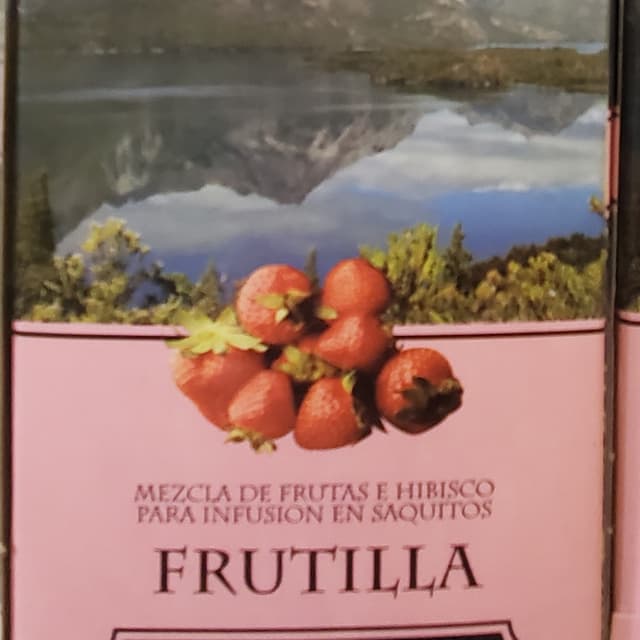 MEZCLA DE FRUTAS E HIBISCO
PARA INFUSION EN SAQUITOS
FRUTILLA